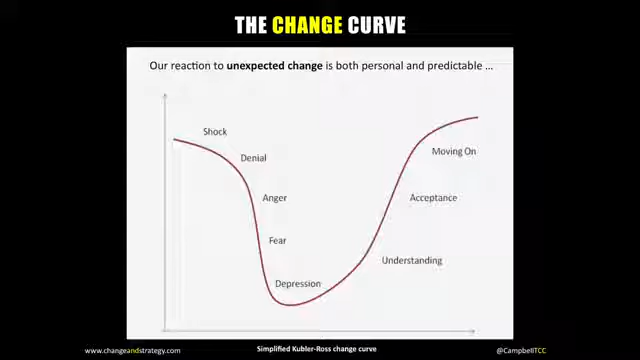 THE CHANGE CURVE
Our reaction to unexpected change is both personal and predictable ...
Shock
Denial
Anger
Fear
Depression
Understanding
Acceptance
Moving On
www.changeandstrategy.com
Simplified Kubler-Ross change curve
@CampbellTCC